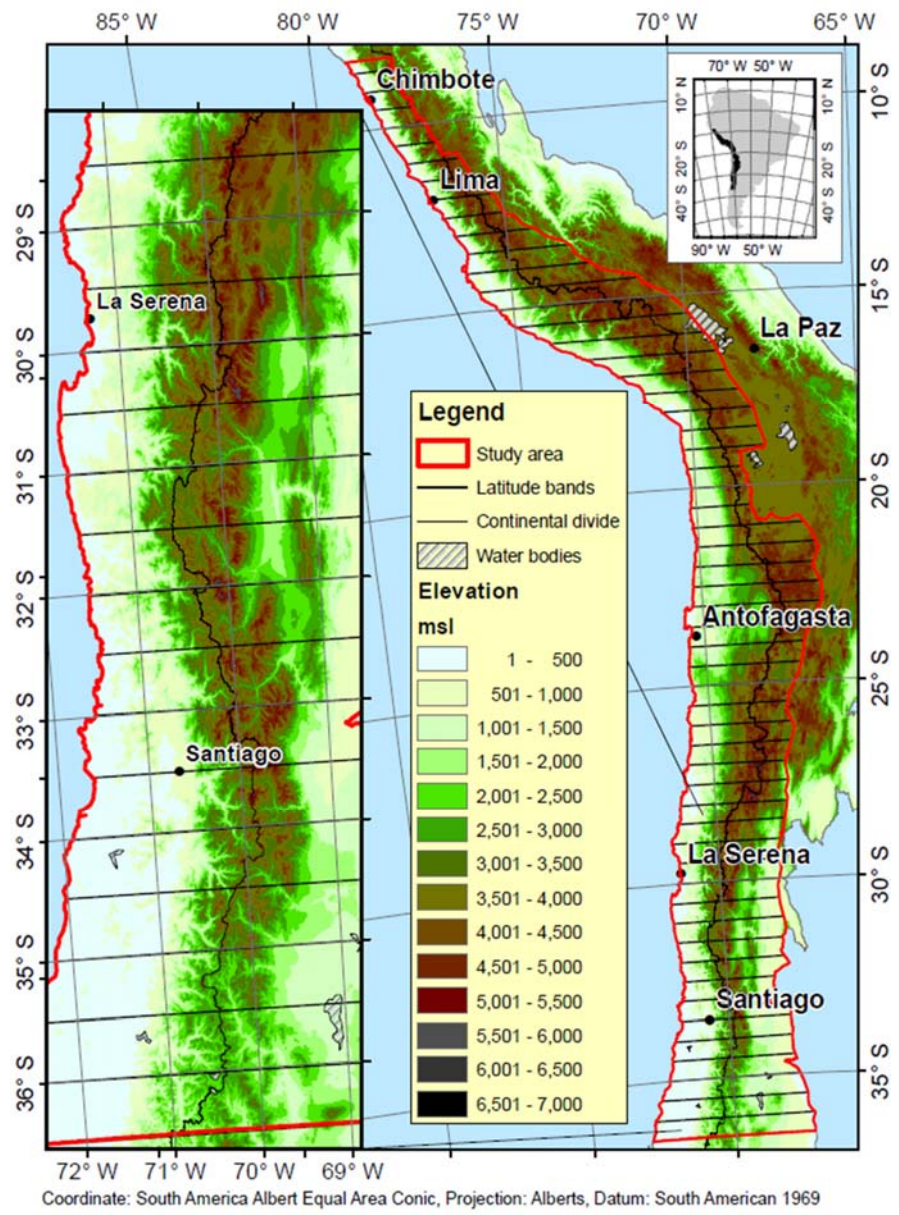 85° W 80° W 75° W 70° W 65° W
10° S
15° S
20° S
25° S
30° S
35° S
Chimbote
Lima
La Paz
Antofagasta
La Serena
Santiago
70° W 50° W
10° N
20° S
40° S
10° N
20° S
40° S
90° W 50° W
29° S
30° S
31° S
32° S
33° S
34° S
35° S
36° S
La Serena
Santiago
72° W 71° W 70° W 69° W
Legend
Study area
Latitude bands
Continental divide
Water bodies
Elevation
msl
1 - 500
501 - 1,000
1,001 - 1,500
1,501 - 2,000
2,001 - 2,500
2,501 - 3,000
3,001 - 3,500
3,501 - 4,000
4,001 - 4,500
4,501 - 5,000
5,001 - 5,500
5,501 - 6,000
6,001 - 6,500
6,501 - 7,000
Coordinate: South America Albert Equal Area Conic, Projection: Alberts, Datum: South American 1969